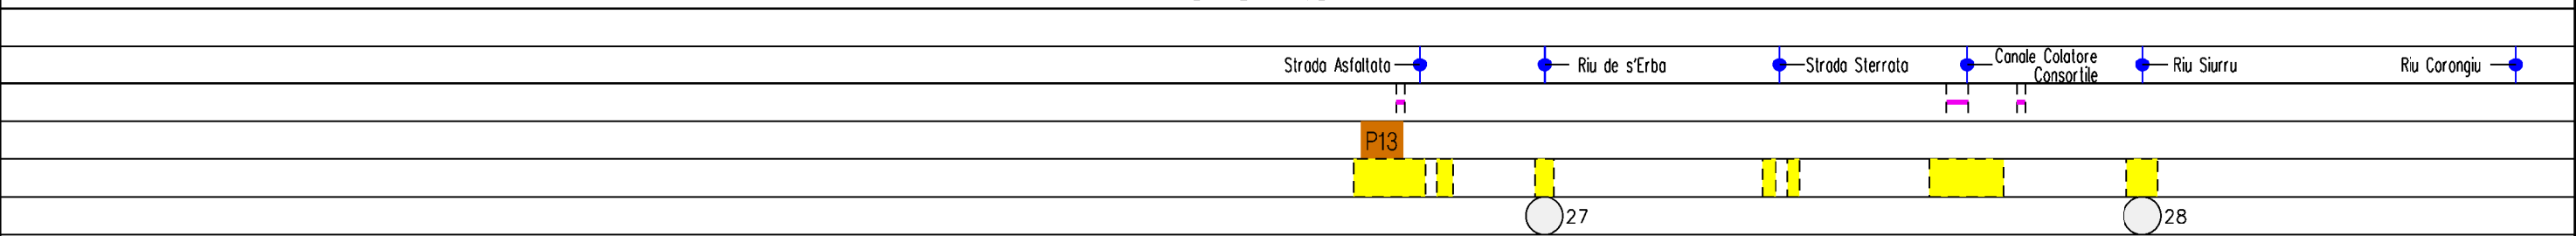 Strada Asfaltata
Riu de s'Erba
Strada Sterrata
Canale Colatore
Consortile
Riu Siurru
Riu Corongiu
P13
27
28